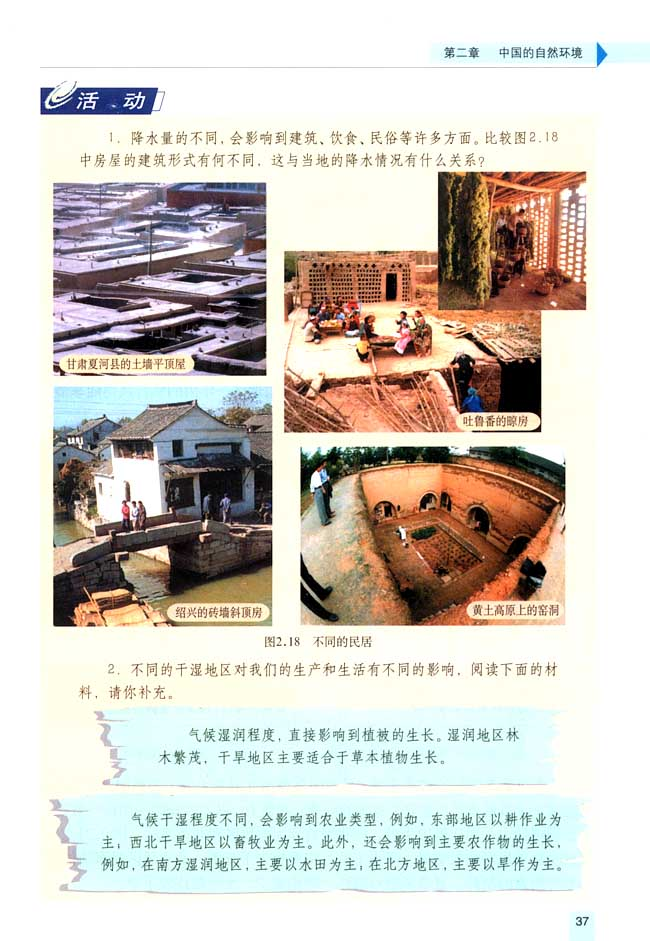 第二章 中国的自然环境
活 动
1．降水量的不同，会影响到建筑、饮食、民俗等许多方面。比较图2.18
中房屋的建筑形式有何不同，这与当地的降水情况有什么关系？
甘肃夏河县的土墙平顶屋
吐鲁番的晾房
绍兴的砖墙斜顶房
黄土高原上的窑洞
图2.18 不同的民居
2．不同的干湿地区对我们的生产和生活有不同的影响，阅读下面的材
料，请你补充。
气候湿润程度，直接影响到植被的生长。湿润地区林
木繁茂，干旱地区主要适合于草本植物生长。
气候干湿程度不同，会影响到农业类型，例如，东部地区以耕作业为
主；西北干旱地区以畜牧业为主。此外，还会影响到主要农作物的生长，
例如，在南方湿润地区，主要以水田为主；在北方地区，主要以旱作为主。
37